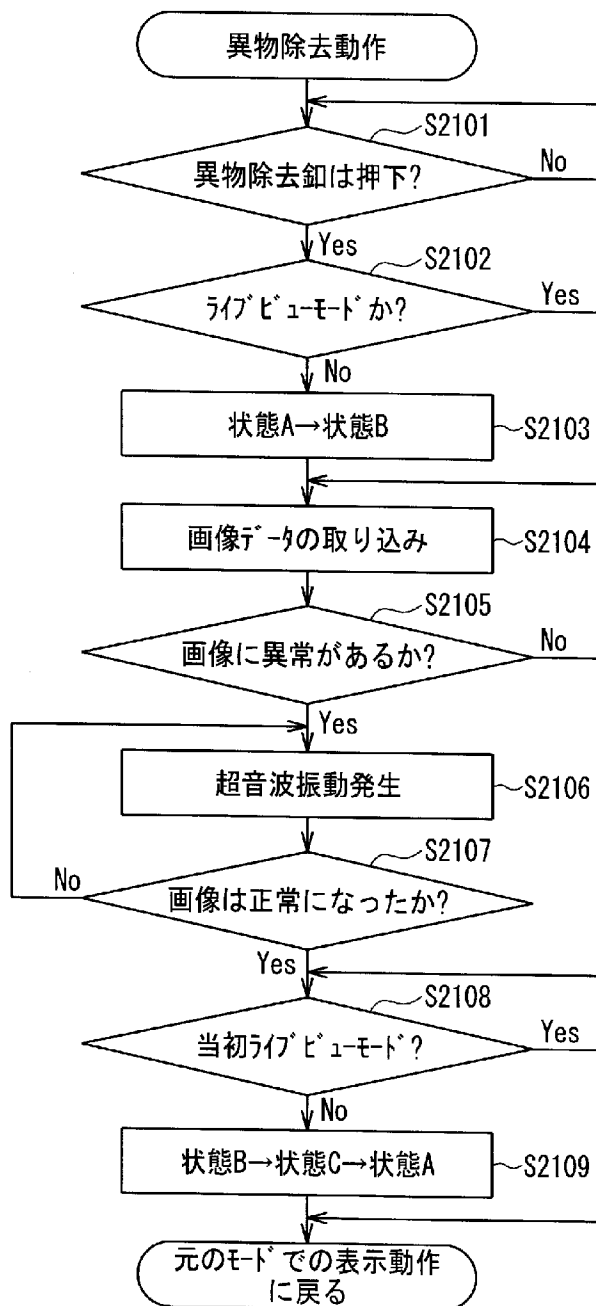 異物除去動作
S2101
異物除去釦は押下?
No
Yes
S2102
ﾗｲﾌﾞﾋﾞｭｰﾓｰﾄﾞか?
Yes
No
状態A→状態B
S2103
画像ﾃﾞｰﾀの取り込み
S2104
S2105
画像に異常があるか?
No
Yes
超音波振動発生
S2106
S2107
画像は正常になったか?
No
Yes
S2108
当初ﾗｲﾌﾞﾋﾞｭｰﾓｰﾄﾞ?
Yes
No
状態B→状態C→状態A
S2109
元のﾓｰﾄﾞでの表示動作
に戻る